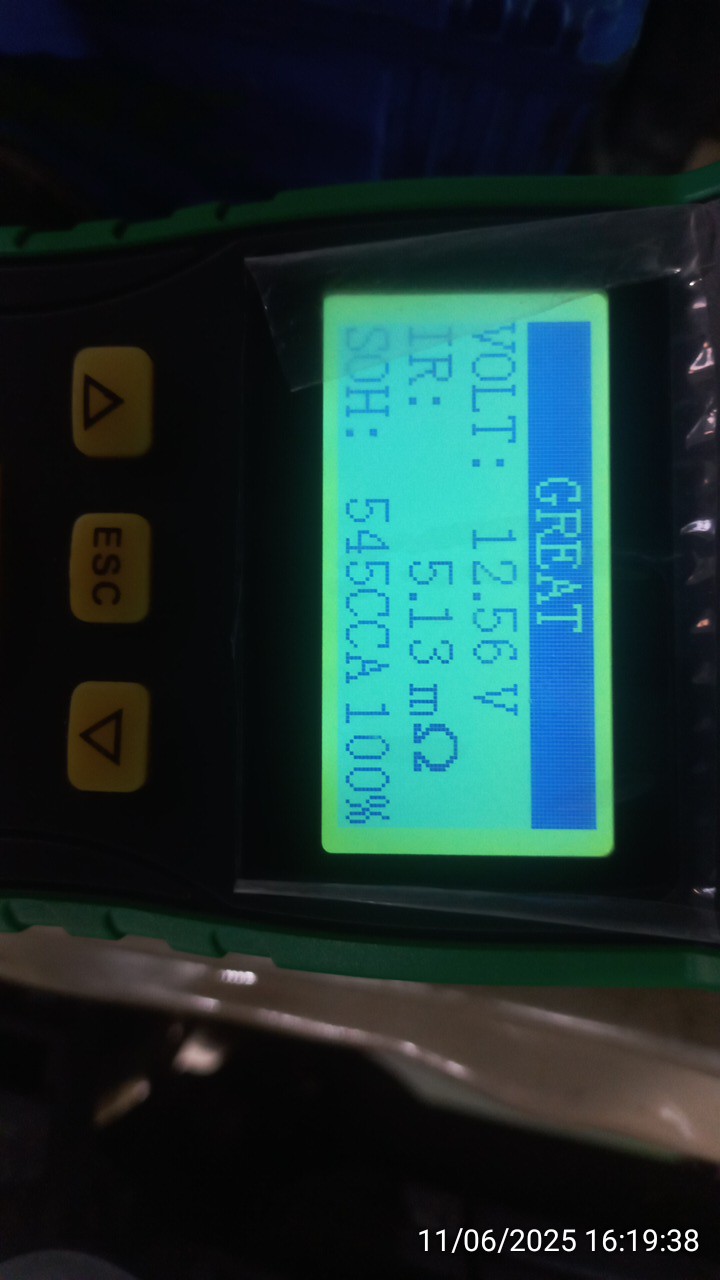 GREAT
VOLT: 12.56 V
IR: 5.13 mΩ
SOH: 545CCA 100%
ESC
11/06/2025 16:19:38